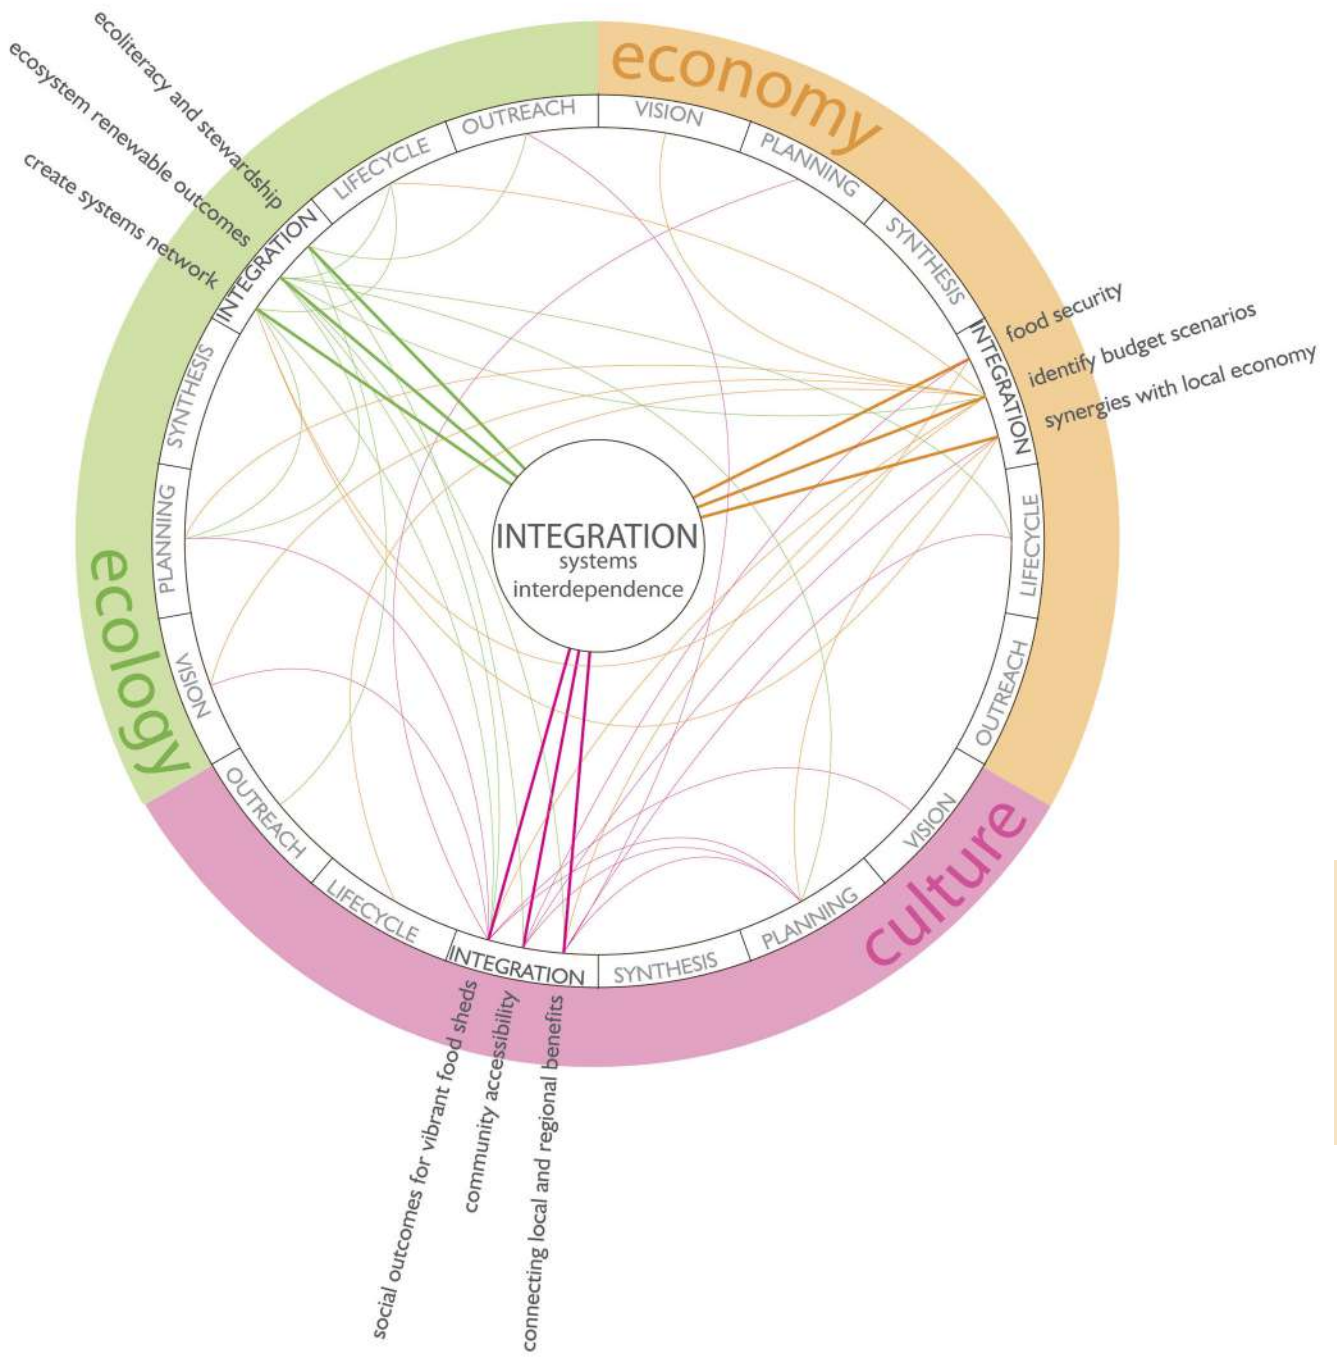 economy
VISION
PLANNING
SYNTHESIS
INTEGRATION
food security
identify budget scenarios
synergies with local economy
LIFECYCLE
OUTREACH
culture
VISION
PLANNING
SYNTHESIS
INTEGRATION
connecting local and regional benefits
community accessibility
social outcomes for vibrant food sheds
LIFECYCLE
OUTREACH
ecology
VISION
PLANNING
SYNTHESIS
INTEGRATION
create systems network
ecosystem renewable outcomes
ecoliteracy and stewardship
LIFECYCLE
OUTREACH
INTEGRATION
systems
interdependence